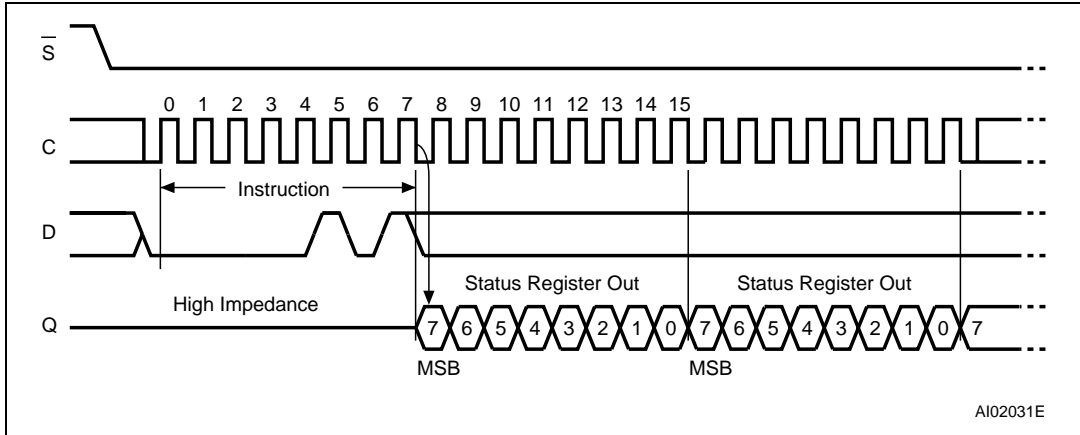 S
0 1 2 3 4 5 6 7 8 9 10 11 12 13 14 15
C
Instruction
D
Status Register Out Status Register Out
High Impedance
Q 7 6 5 4 3 2 1 0 7 6 5 4 3 2 1 0 7
MSB MSB
AI02031E